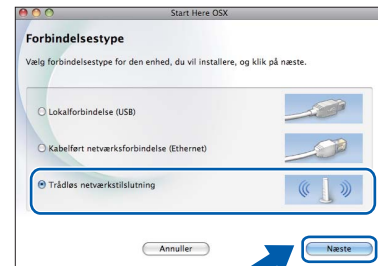 Start Here OSX
Forbindelsestype
Vælg forbindelsestype for den enhed, du vil installere, og klik på næste.
Lokalforbindelse (USB)
Kabelført netværksforbindelse (Ethernet)
Trådløs netværkstilslutning
Annuller
Næste